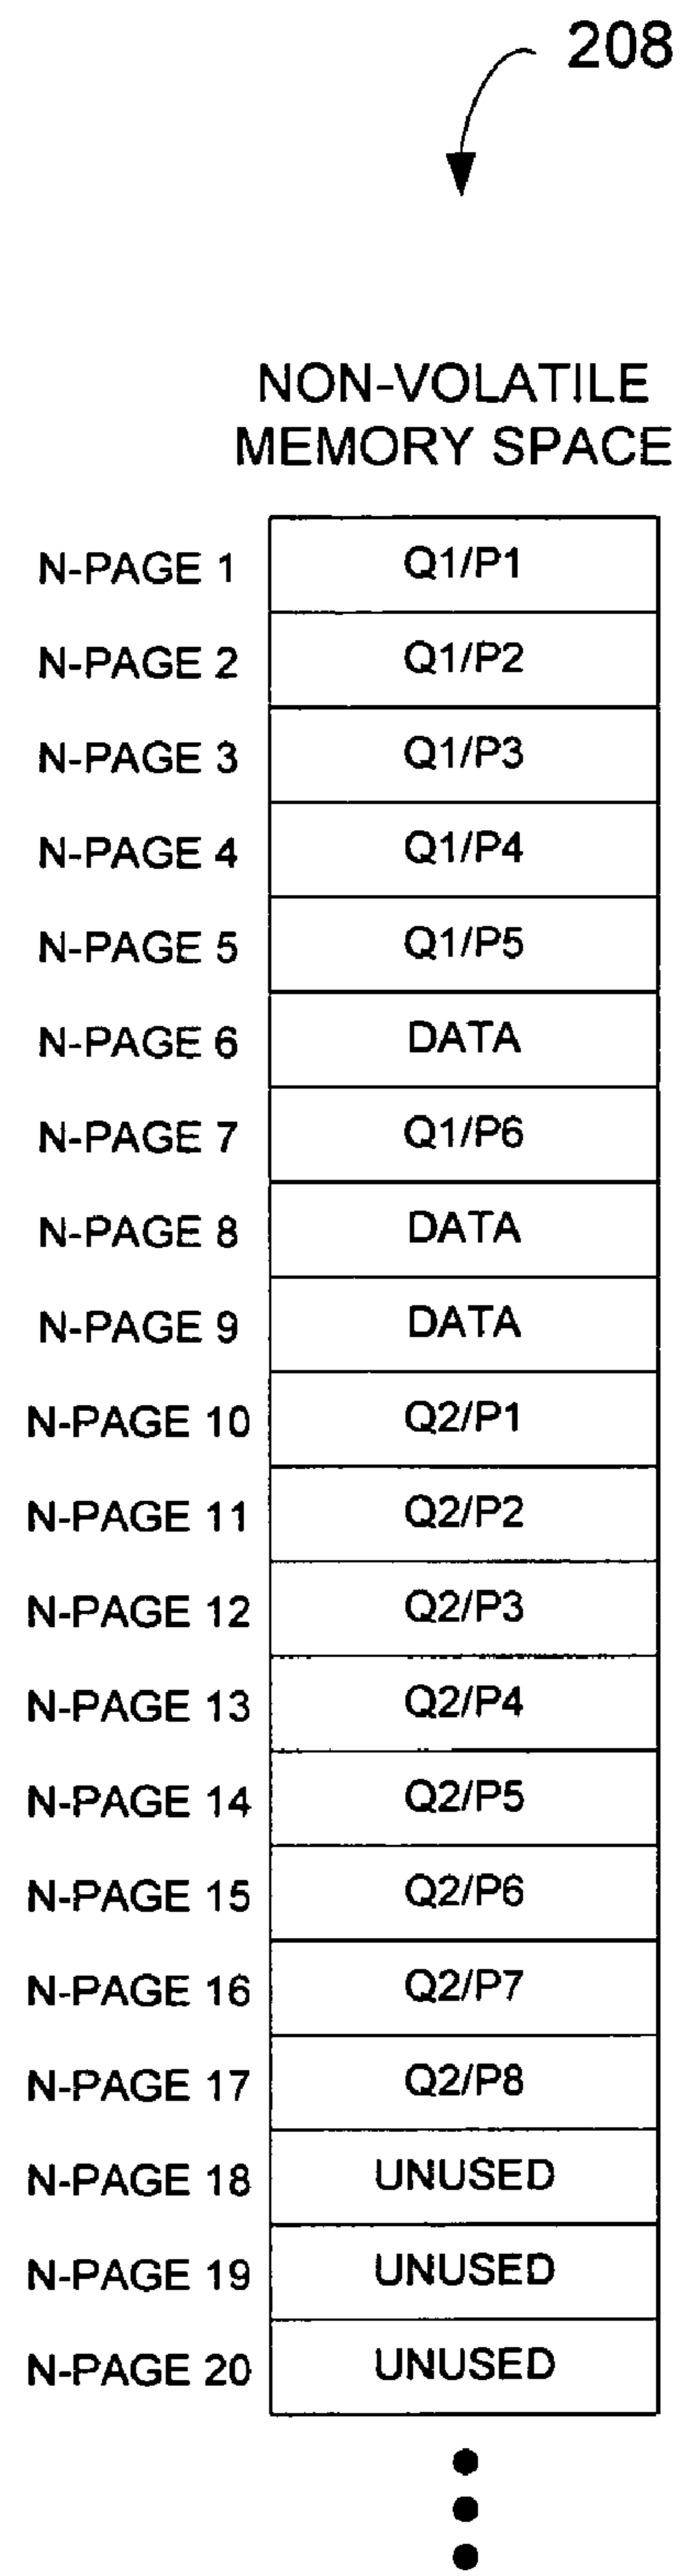 208
NON-VOLATILE
MEMORY SPACE
N-PAGE 1 Q1/P1
N-PAGE 2 Q1/P2
N-PAGE 3 Q1/P3
N-PAGE 4 Q1/P4
N-PAGE 5 Q1/P5
N-PAGE 6 DATA
N-PAGE 7 Q1/P6
N-PAGE 8 DATA
N-PAGE 9 DATA
N-PAGE 10 Q2/P1
N-PAGE 11 Q2/P2
N-PAGE 12 Q2/P3
N-PAGE 13 Q2/P4
N-PAGE 14 Q2/P5
N-PAGE 15 Q2/P6
N-PAGE 16 Q2/P7
N-PAGE 17 Q2/P8
N-PAGE 18 UNUSED
N-PAGE 19 UNUSED
N-PAGE 20 UNUSED